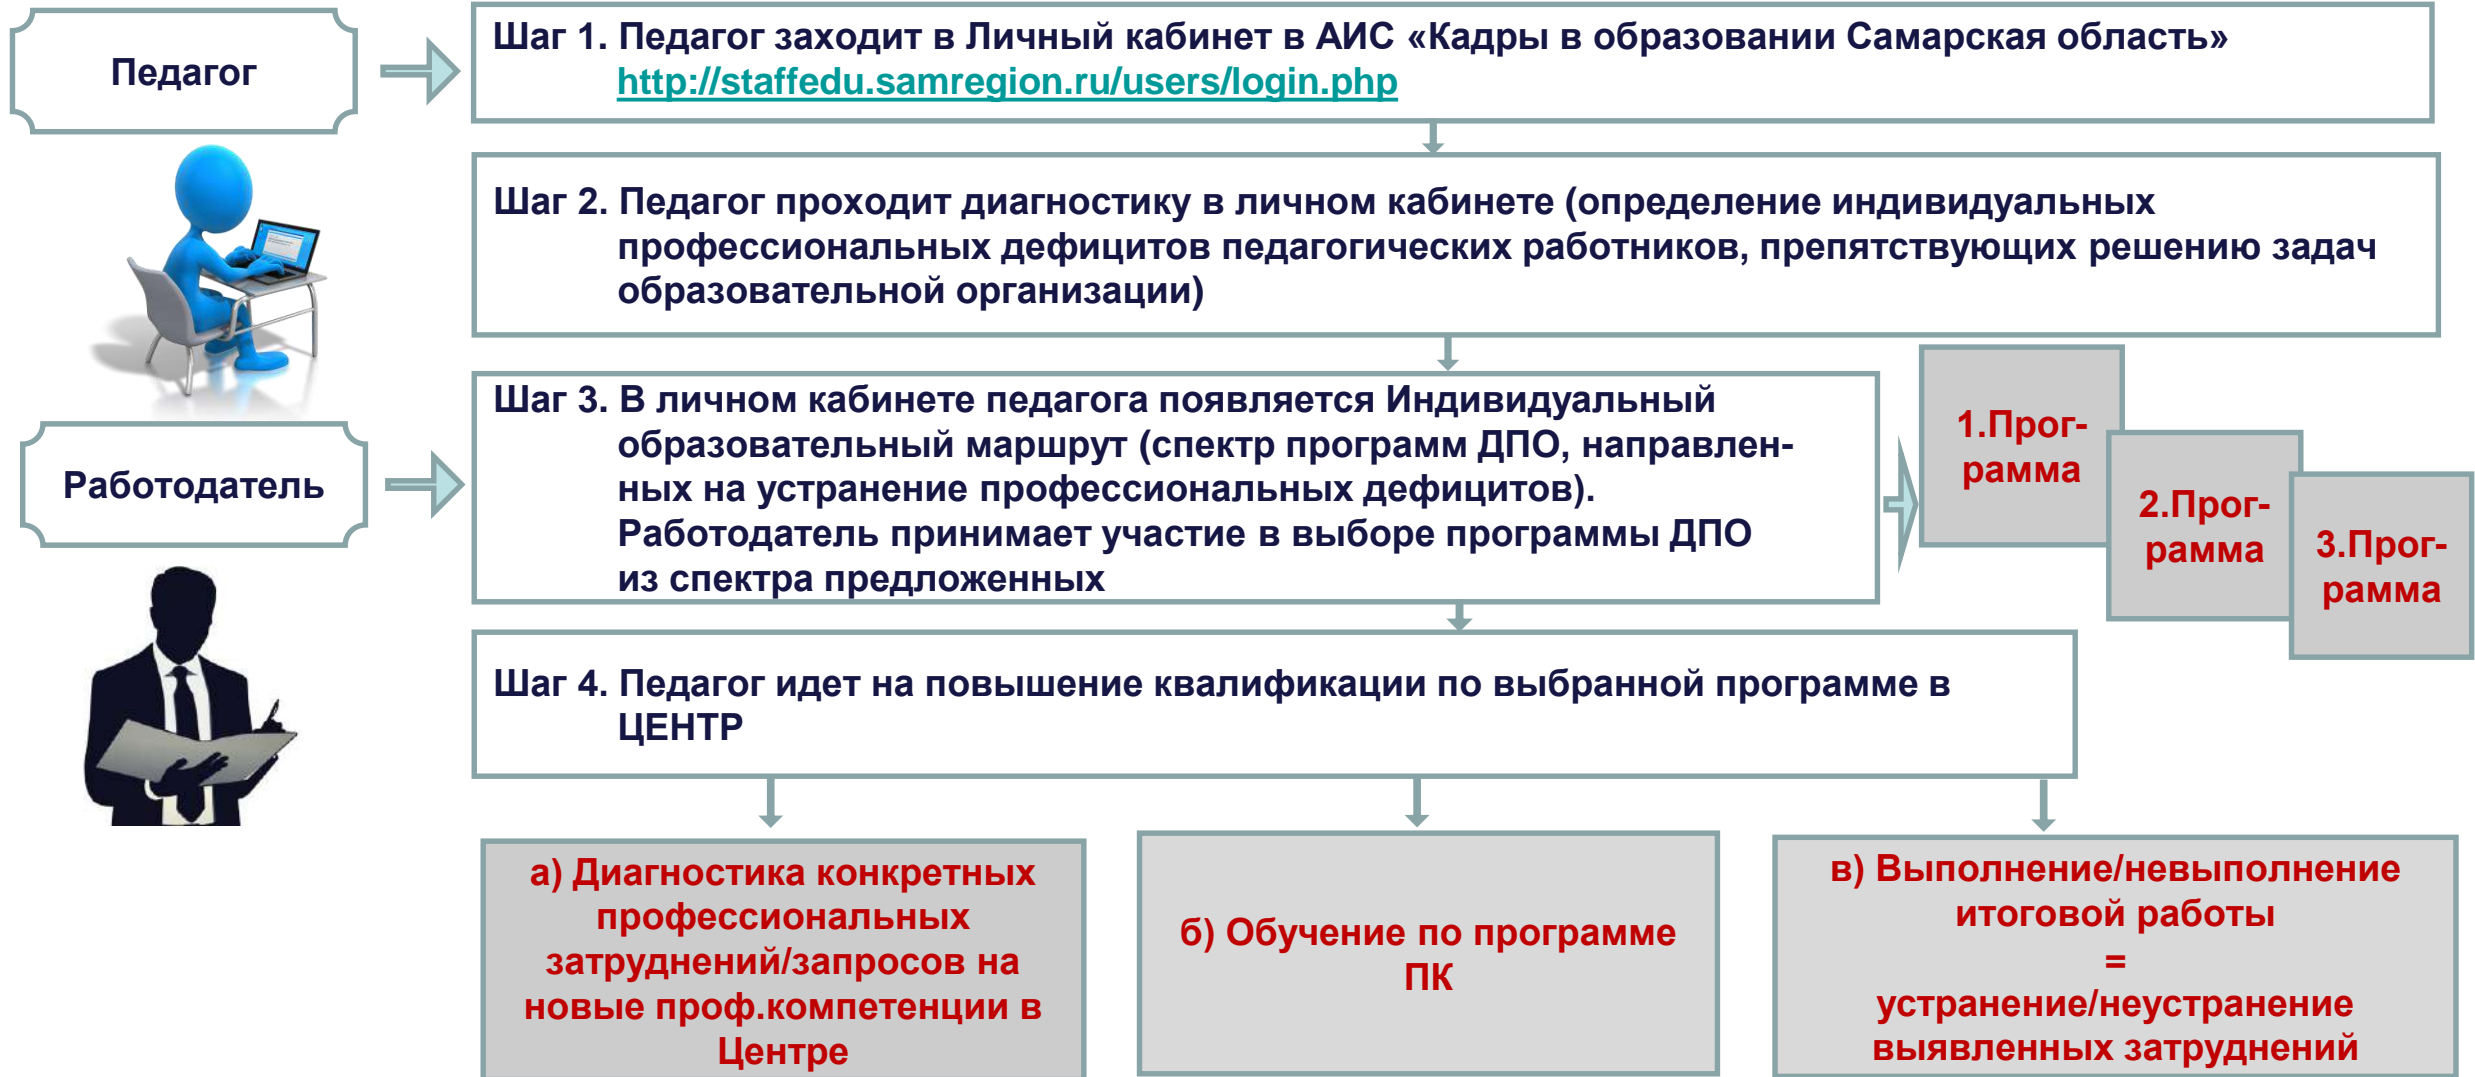 Педагог
Шаг 1. Педагог заходит в Личный кабинет в АИС «Кадры в образовании Самарская область»
http://staffedu.samregion.ru/users/login.php
Шаг 2. Педагог проходит диагностику в личном кабинете (определение индивидуальных
профессиональных дефицитов педагогических работников, препятствующих решению задач
образовательной организации)
Работодатель
Шаг 3. В личном кабинете педагога появляется Индивидуальный
образовательный маршрут (спектр программ ДПО, направлен-
ных на устранение профессиональных дефицитов).
Работодатель принимает участие в выборе программы ДПО
из спектра предложенных
1.Прог-
рамма
2.Прог-
рамма
3.Прог-
рамма
Шаг 4. Педагог идет на повышение квалификации по выбранной программе в
ЦЕНТР
а) Диагностика конкретных
профессиональных
затруднений/запросов на
новые проф.компетенции в
Центре
б) Обучение по программе
ПК
в) Выполнение/невыполнение
итоговой работы
=
устранение/неустранение
выявленных затруднений